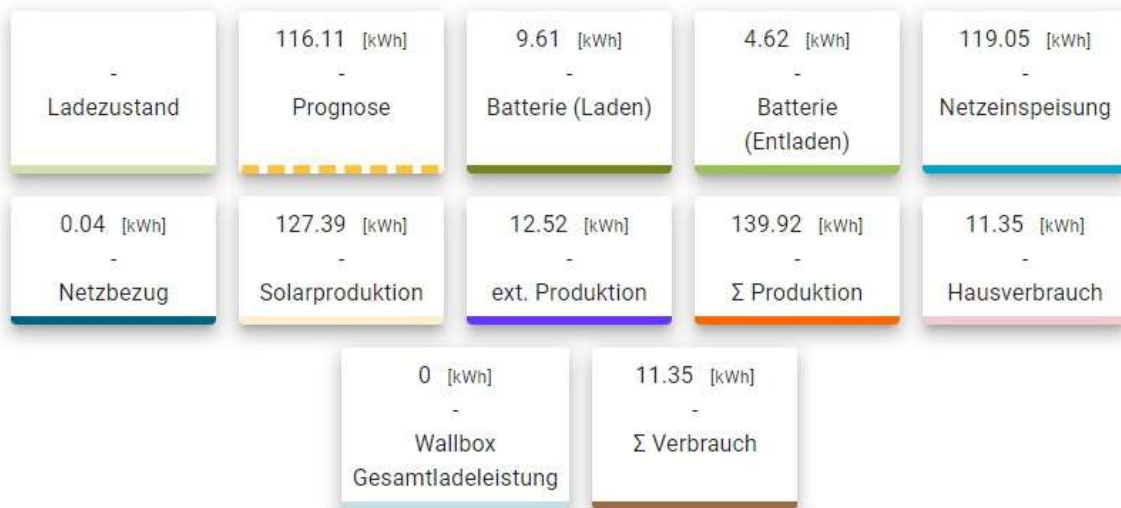 116.11 [kWh]
9.61 [kWh]
4.62 [kWh]
119.05 [kWh]
-
-
-
-
-
Ladezustand
Prognose
Batterie (Laden)
Batterie
(Entladen)
Netzeinspeisung
0.04 [kWh]
127.39 [kWh]
12.52 [kWh]
139.92 [kWh]
11.35 [kWh]
-
-
-
-
-
Netzbezug
Solarproduktion
ext. Produktion
Σ Produktion
Hausverbrauch
0 [kWh]
11.35 [kWh]
-
-
Wallbox
Gesamtladeleistung
Σ Verbrauch